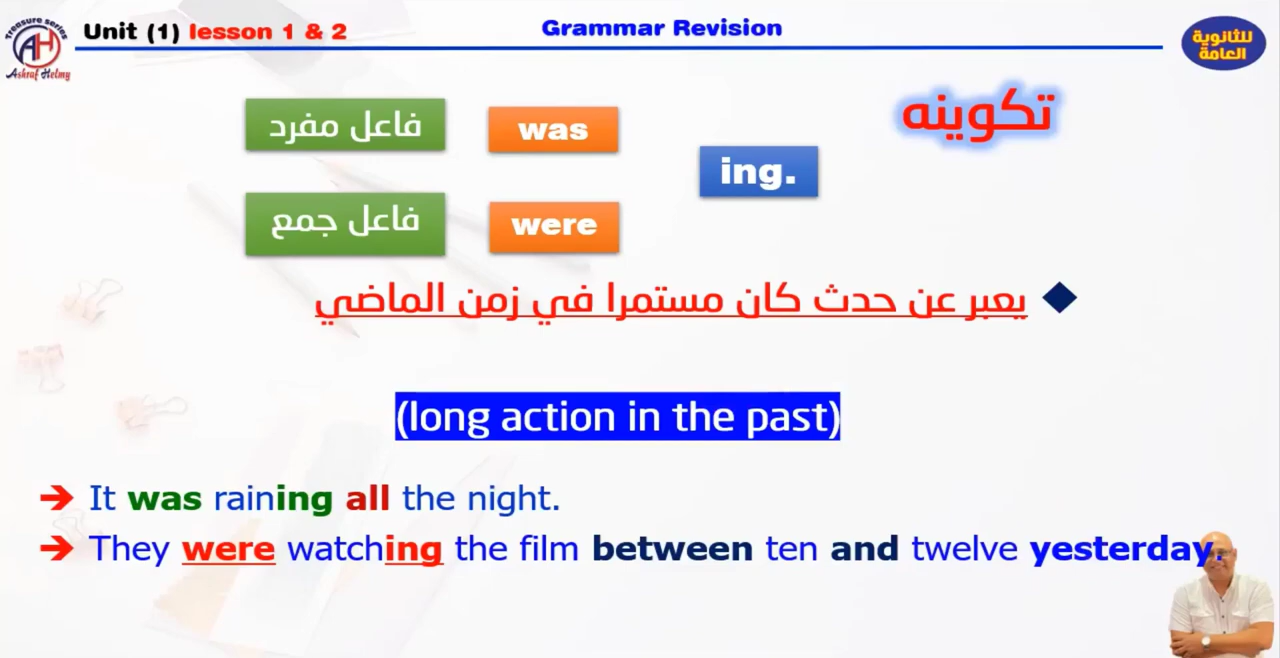 Treasure series
AH
Ashraf Helmy
Unit (1) lesson 1 & 2
Grammar Revision
للثانوية
العامة
تكوينه
فاعل مفرد was
ing.
فاعل جمع were
يعبر عن حدث كان مستمرا في زمن الماضي
(long action in the past)
It was raining all the night.
They were watching the film between ten and twelve yesterday.